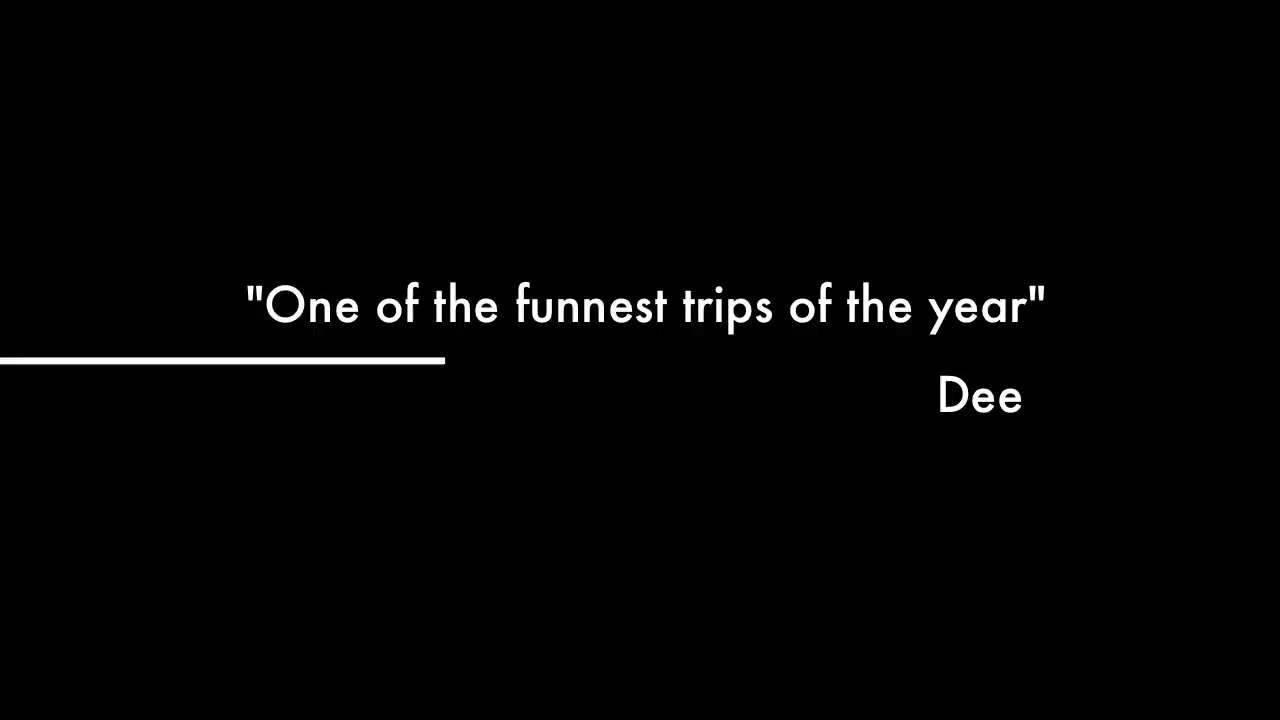 "One of the funnest trips of the year"
Dee